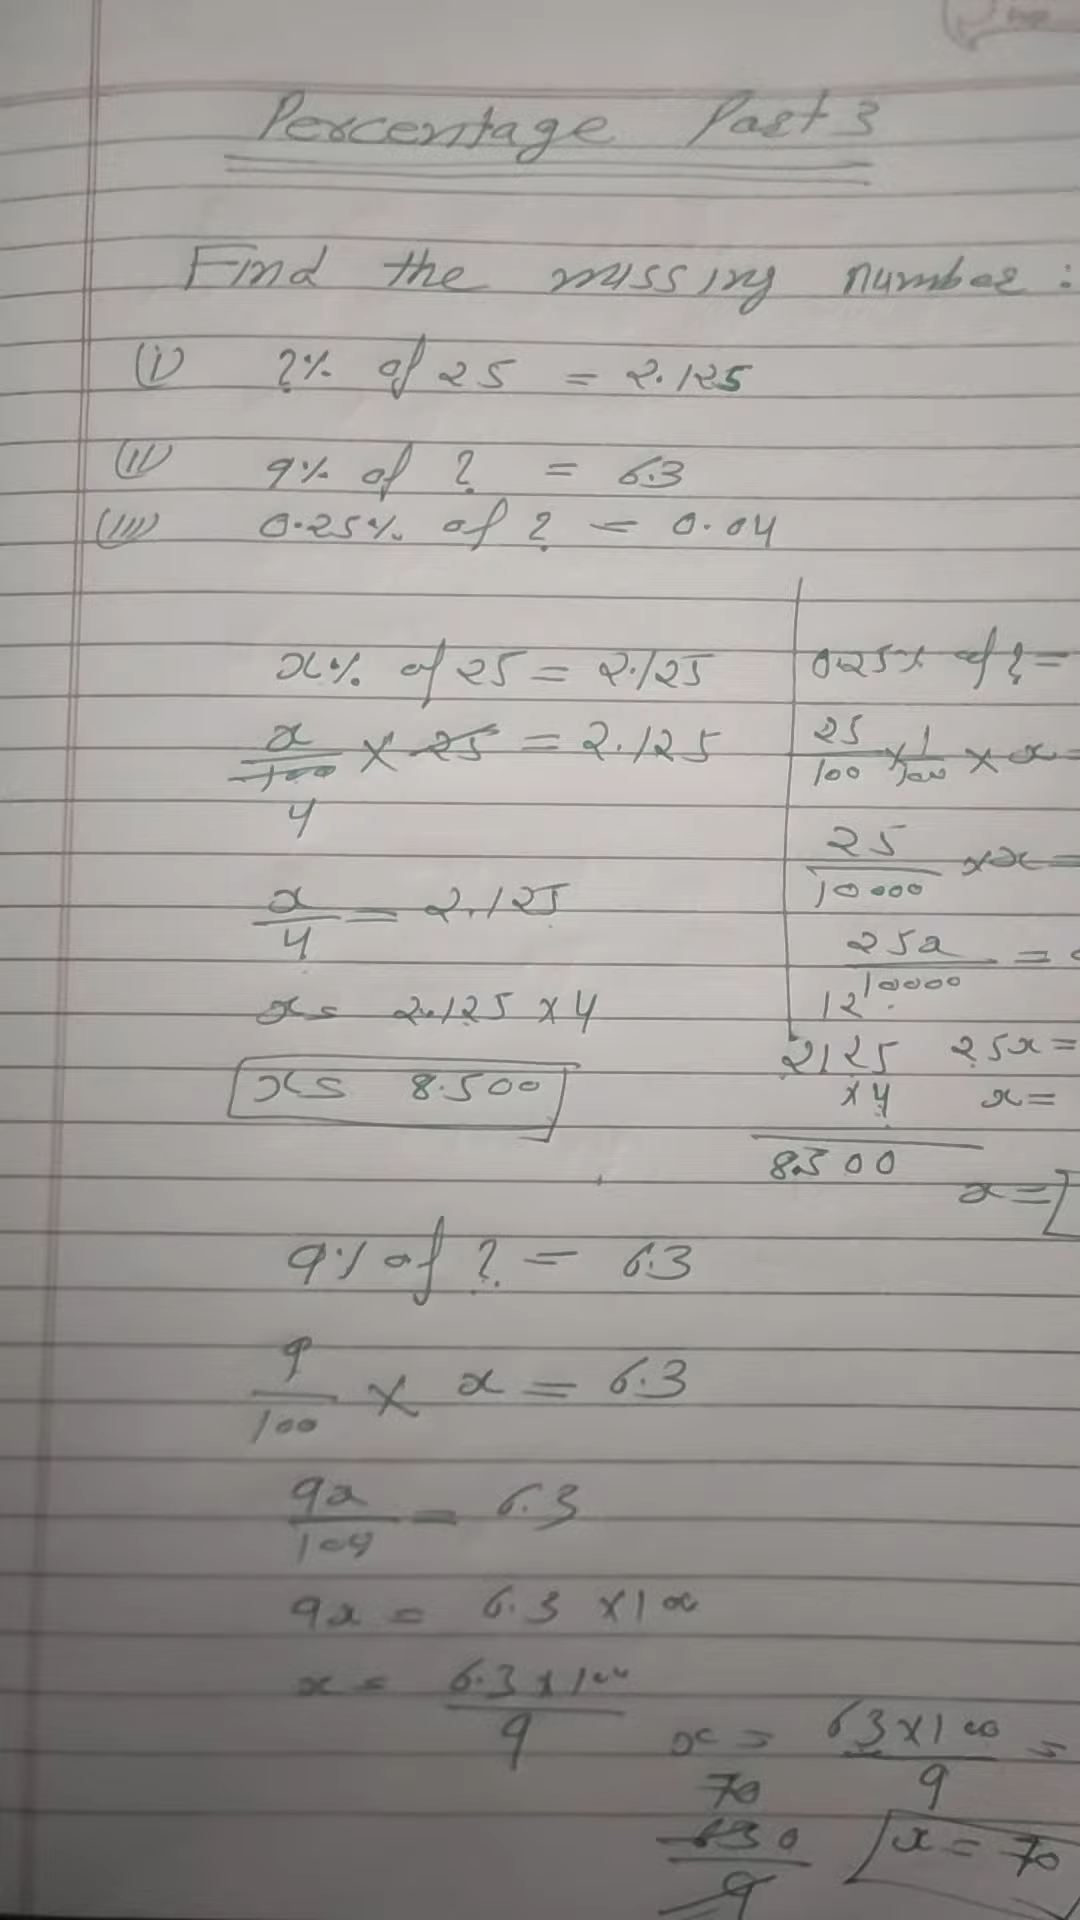 Percentage Part 3
Find the missing number :
(i) ?% of 25 = 2.125
(ii) 9% of ? = 6.3
(iii) 0.25% of ? = 0.04
x% of 25 = 2.125
x/100 × 25 = 2.125
4
x/4 = 2.125
x = 2.125 × 4
x = 8.500
0.25% of ? =
25/100 × 1/100 × x =
25/10000 × x =
25x/10000 =
12
2125
× 4
8500
25x =
x =
x =
9% of ? = 6.3
9/100 × x = 6.3
9x/100 = 6.3
9x = 6.3 × 100
x = 6.3 × 100/9
x = 63 × 100/9 =
70
630/9
x = 70